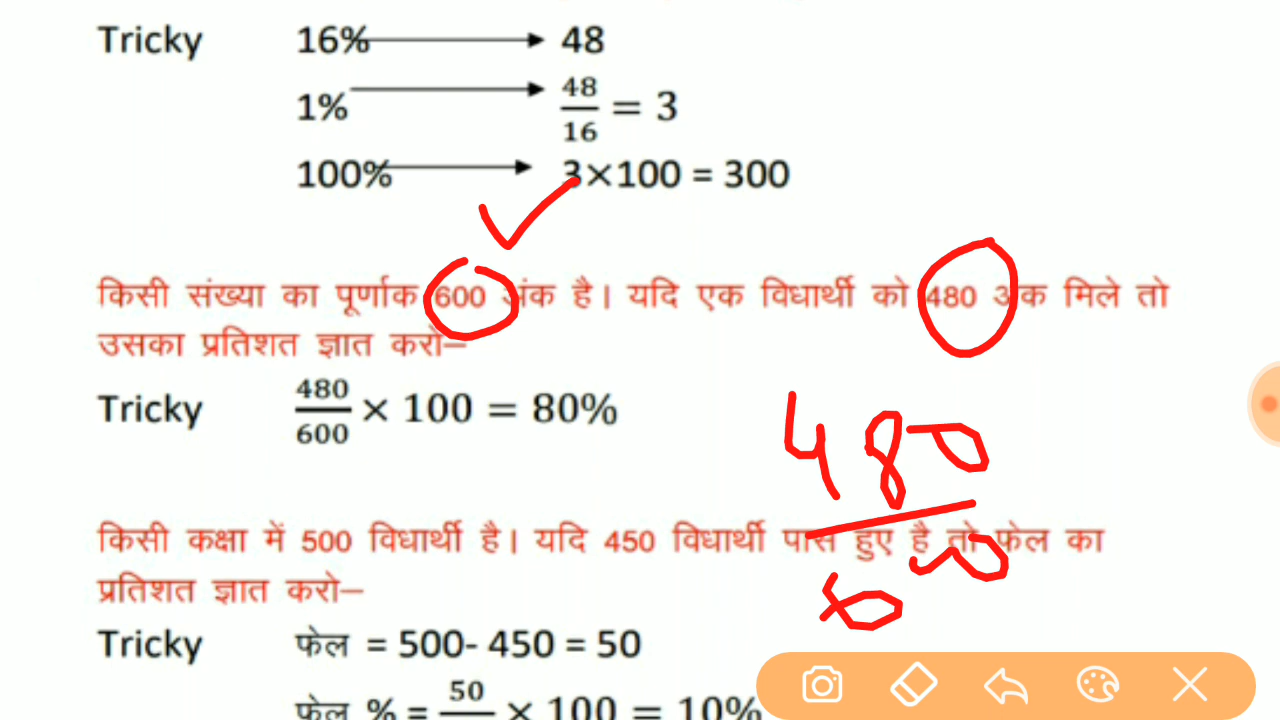 Tricky 16% 48
1% 48/16 = 3
100% 3×100 = 300
किसी संख्या का पूर्णाक 600 अंक है। यदि एक विधार्थी को 480 अंक मिले तो
उसका प्रतिशत ज्ञात करो—
Tricky 480/600 × 100 = 80%
480/600
किसी कक्षा में 500 विधार्थी है। यदि 450 विधार्थी पास हुए है तो फेल का
प्रतिशत ज्ञात करो—
Tricky फेल = 500- 450 = 50
फेल % = 50 × 100 = 10%